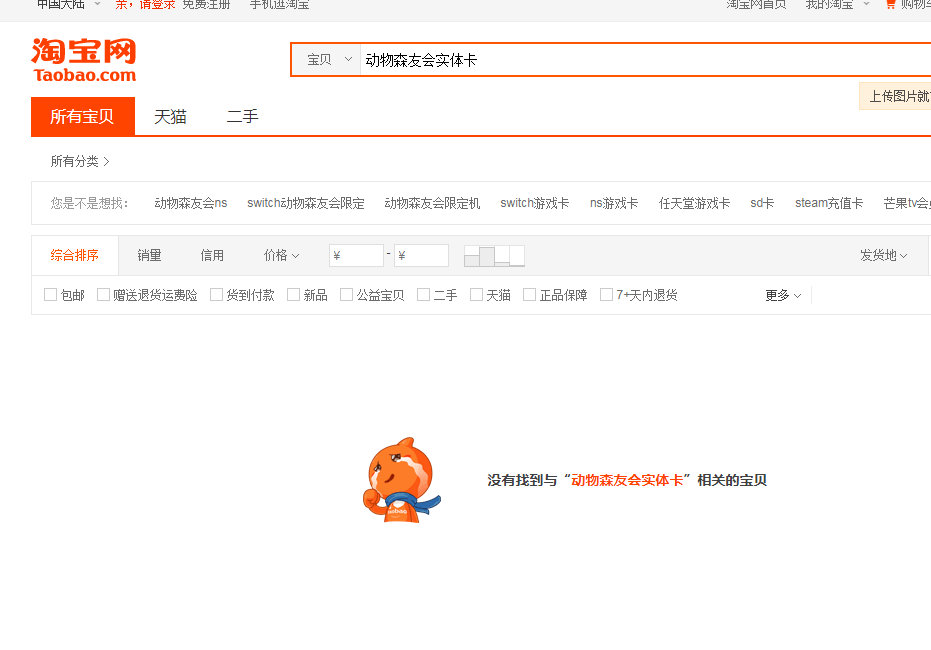 中国大陆 亲，请登录 免费注册 手机逛淘宝 淘宝网首页 我的淘宝 购物车
淘宝网
Taobao.com
宝贝 动物森友会实体卡
上传图片就
所有宝贝 天猫 二手
所有分类
您是不是想找： 动物森友会ns switch动物森友会限定 动物森友会限定机 switch游戏卡 ns游戏卡 任天堂游戏卡 sd卡 steam充值卡 芒果tv会
综合排序 销量 信用 价格 ¥ - ¥ 发货地
包邮 赠送退货运费险 货到付款 新品 公益宝贝 二手 天猫 正品保障 7+天内退货 更多
没有找到与“动物森友会实体卡”相关的宝贝